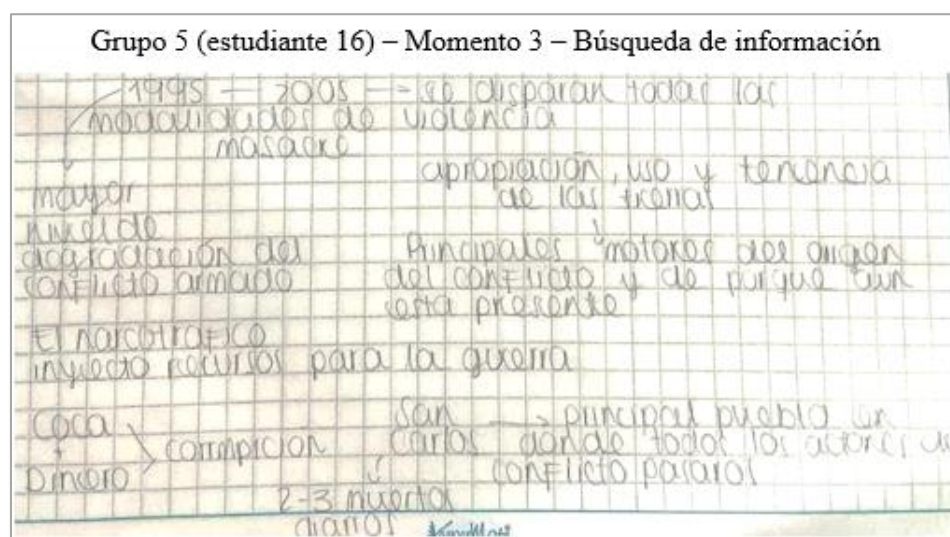 Grupo 5 (estudiante 16) – Momento 3 – Búsqueda de información
1995 — 2005 → se disparan todas las
modalidades de violencia
masacre
apropiación, uso y tenencia
de las tierras
mayor
nivel de
degradación del
conflicto armado
Principales motores del origen
del conflicto y de porque aun
esta presente
El narcotrafico
inyecto recursos para la guerra
Coca
+
Dinero
corrupcion
San → principal pueblo en
Carlos donde todos los actores
conflicto pararos
2-3 muertos
diarios